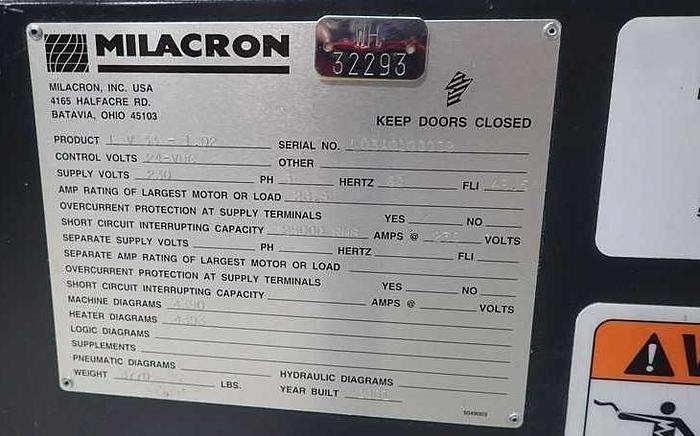 MILACRON
WH
32293
MILACRON, INC. USA
4165 HALFACRE RD.
BATAVIA, OHIO 45103
KEEP DOORS CLOSED
PRODUCT SERIAL NO.
CONTROL VOLTS 24-VDC OTHER
SUPPLY VOLTS 230 PH HERTZ FLI
AMP RATING OF LARGEST MOTOR OR LOAD
OVERCURRENT PROTECTION AT SUPPLY TERMINALS YES NO
SHORT CIRCUIT INTERRUPTING CAPACITY AMPS @ VOLTS
SEPARATE SUPPLY VOLTS PH HERTZ FLI
SEPARATE AMP RATING OF LARGEST MOTOR OR LOAD
OVERCURRENT PROTECTION AT SUPPLY TERMINALS YES NO
SHORT CIRCUIT INTERRUPTING CAPACITY AMPS @ VOLTS
MACHINE DIAGRAMS
HEATER DIAGRAMS
LOGIC DIAGRAMS
SUPPLEMENTS
PNEUMATIC DIAGRAMS HYDRAULIC DIAGRAMS
WEIGHT LBS. YEAR BUILT